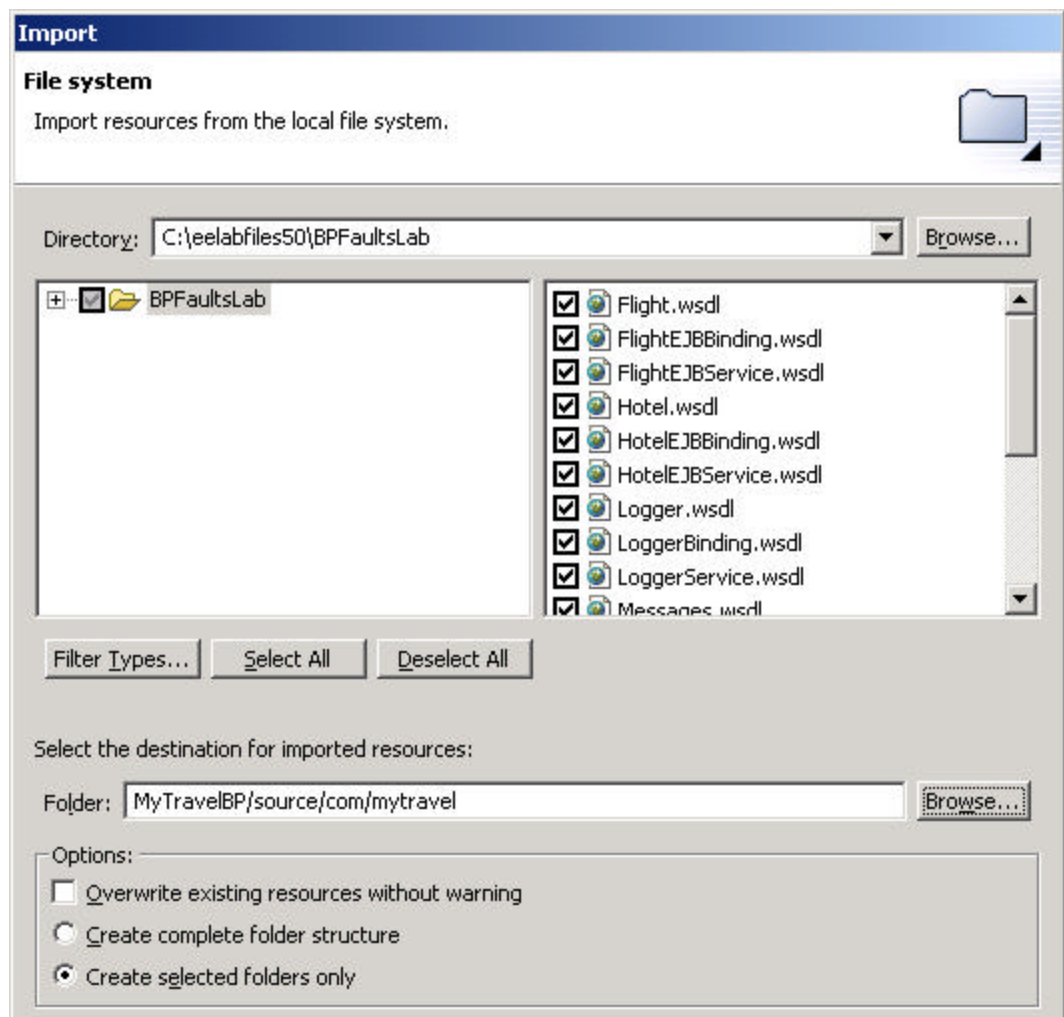 Import
File system
Import resources from the local file system.
Directory: C:\eelabfiles50\BPFaultsLab Browse...
BPFaultsLab
Flight.wsdl
FlightEJBBinding.wsdl
FlightEJBService.wsdl
Hotel.wsdl
HotelEJBBinding.wsdl
HotelEJBService.wsdl
Logger.wsdl
LoggerBinding.wsdl
LoggerService.wsdl
Messages.wsdl
Filter Types... Select All Deselect All
Select the destination for imported resources:
Folder: MyTravelBP/source/com/mytravel Browse...
Options:
Overwrite existing resources without warning
Create complete folder structure
Create selected folders only